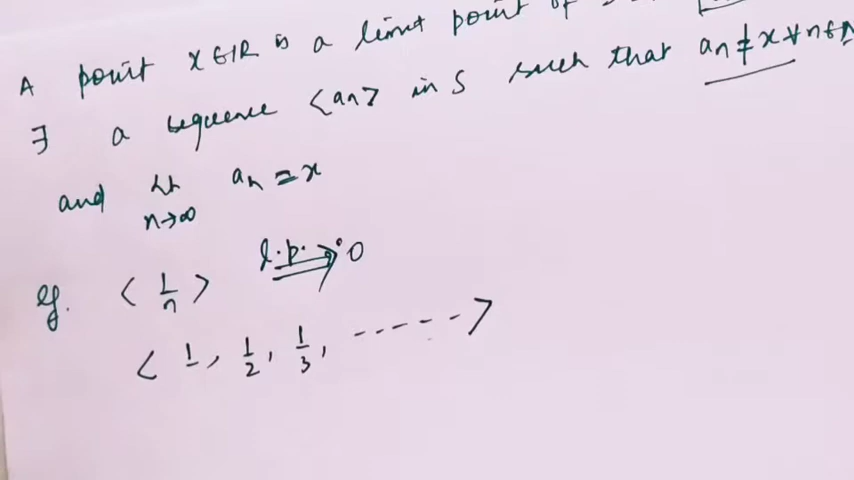 A point x ∈ IR is a limit point of
∃ a sequence <an> in S such that an ≠ x ∀ n ∈ N
and Lt an = x
n→∞
eg. < 1/n > l.p. → 0
< 1, 1/2, 1/3, ------ >